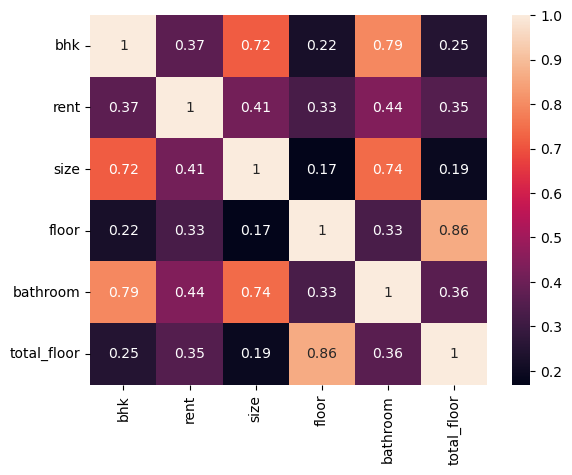 bhk 1 0.37 0.72 0.22 0.79 0.25
rent 0.37 1 0.41 0.33 0.44 0.35
size 0.72 0.41 1 0.17 0.74 0.19
floor 0.22 0.33 0.17 1 0.33 0.86
bathroom 0.79 0.44 0.74 0.33 1 0.36
total_floor 0.25 0.35 0.19 0.86 0.36 1
bhk rent size floor bathroom total_floor
1.0
0.9
0.8
0.7
0.6
0.5
0.4
0.3
0.2